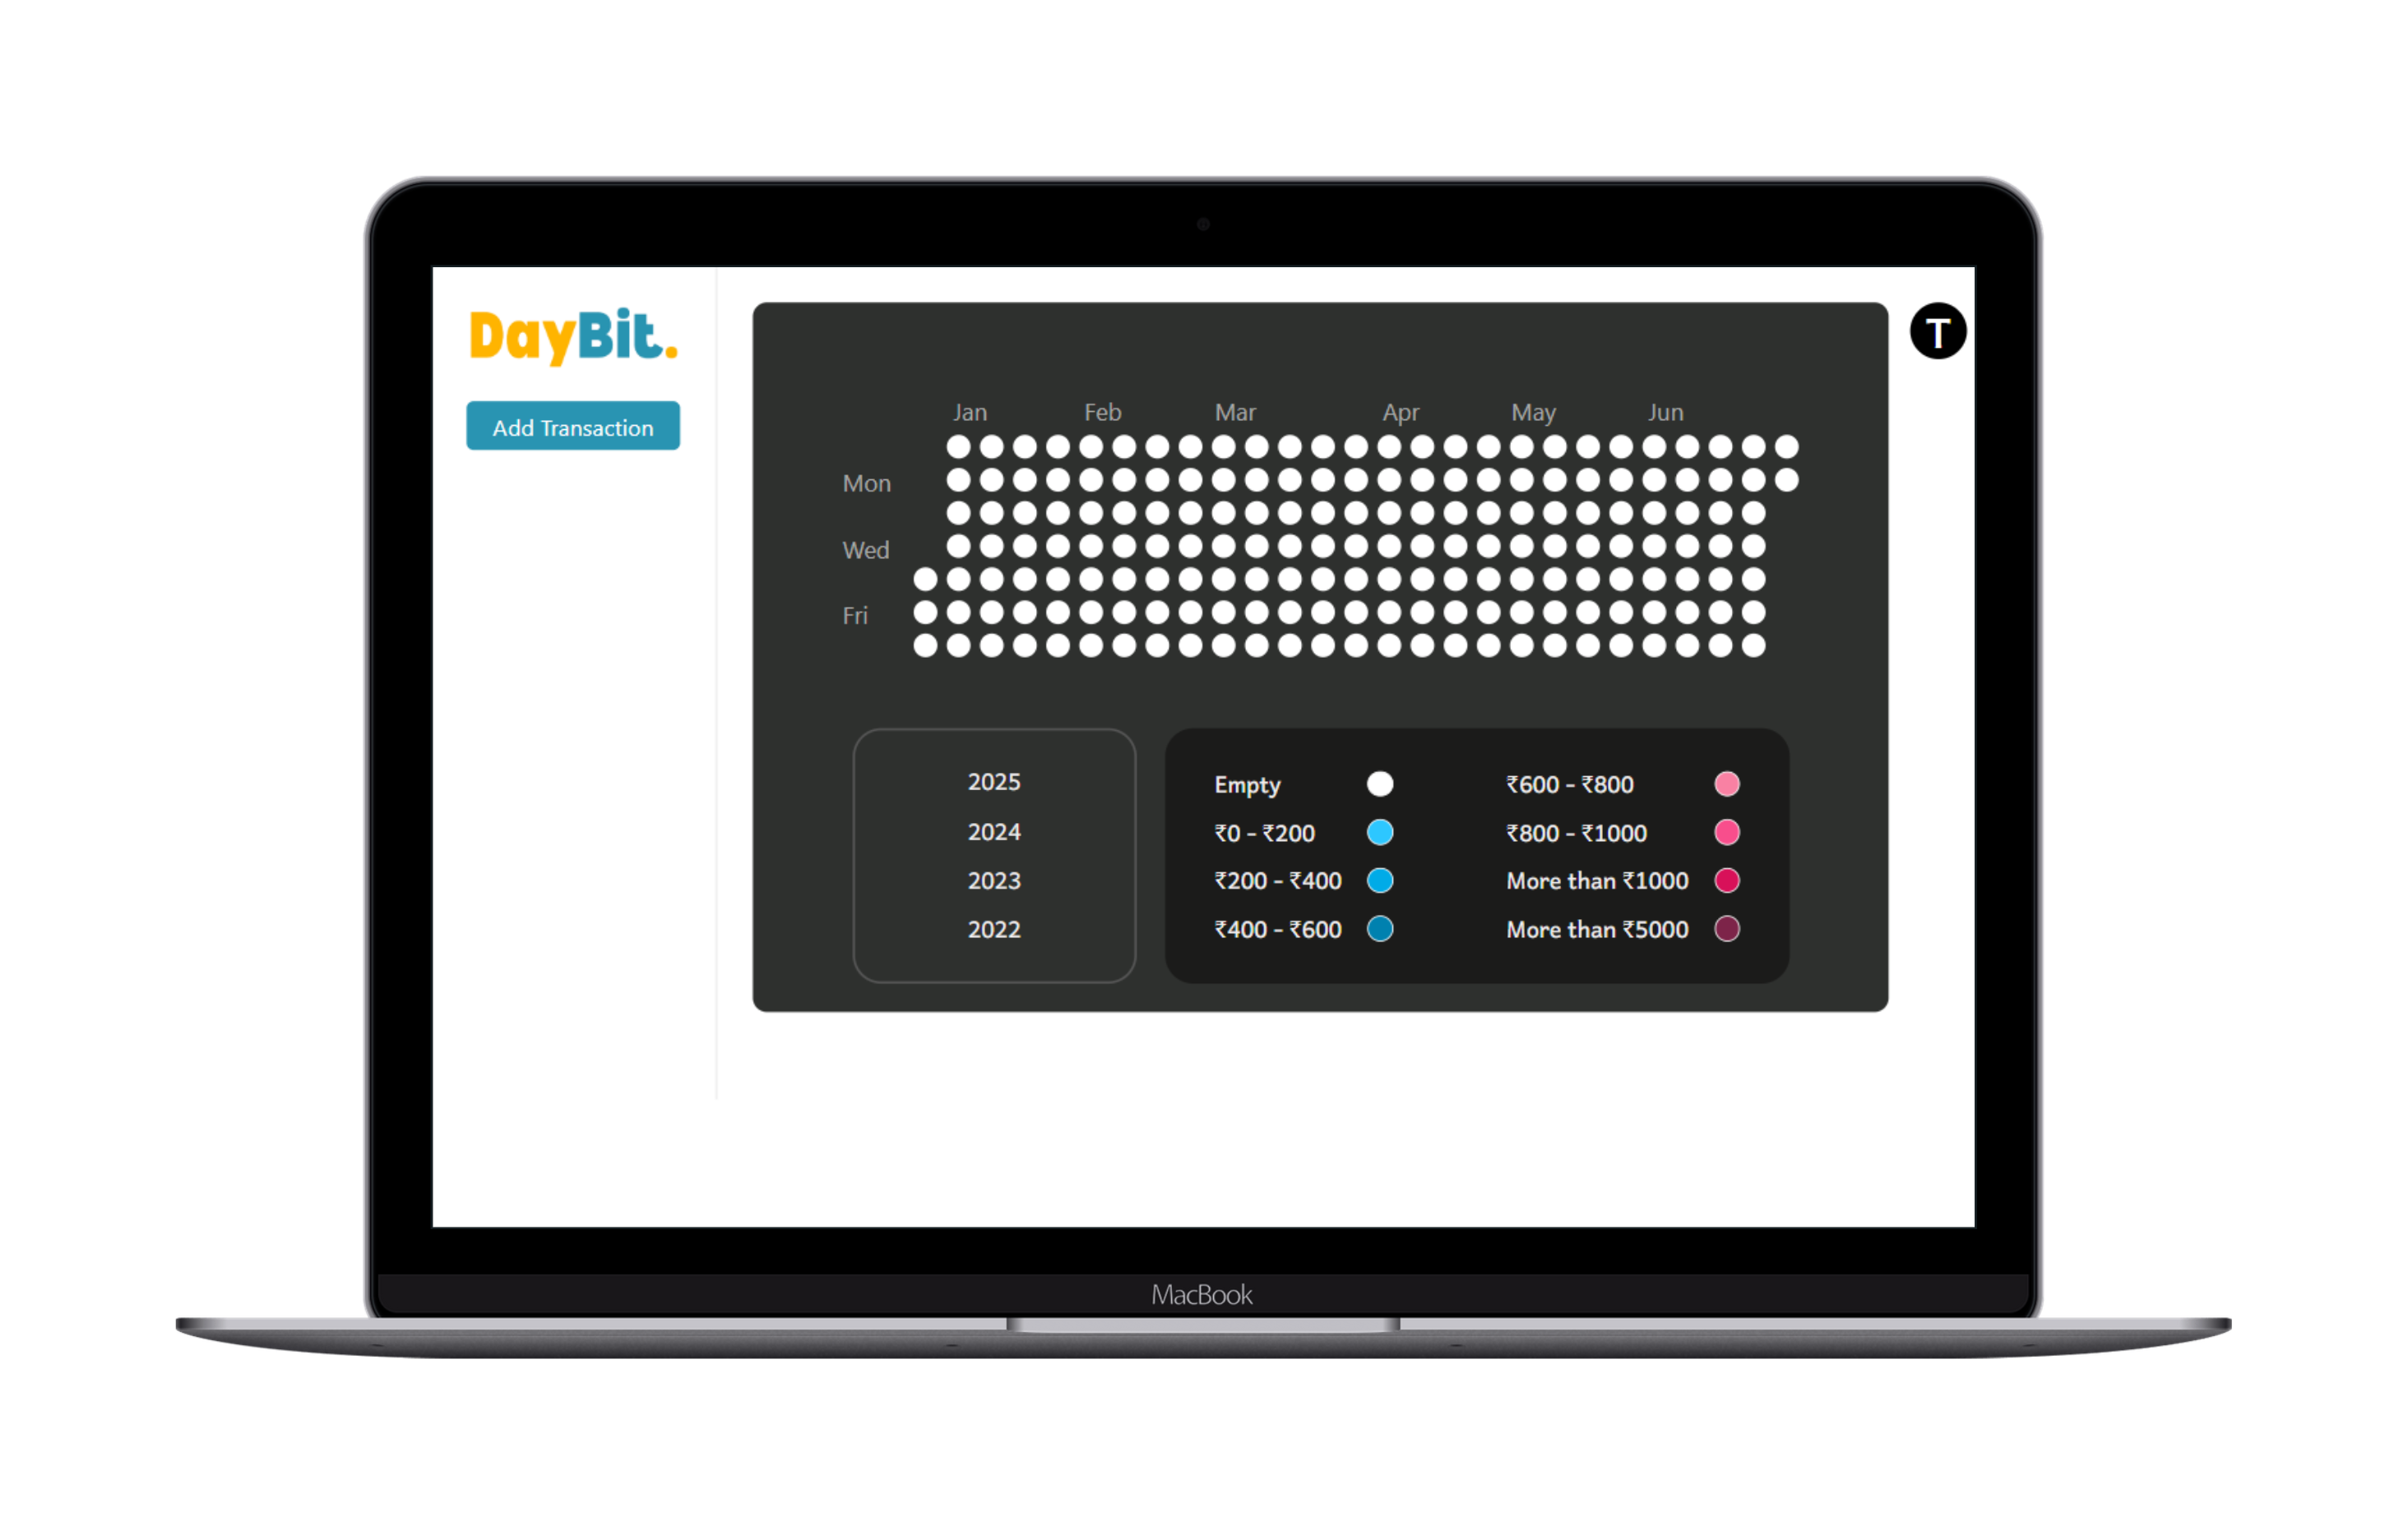 DayBit.
Add Transaction
T
Jan Feb Mar Apr May Jun
Mon
Wed
Fri
2025
2024
2023
2022
Empty
₹0 - ₹200
₹200 - ₹400
₹400 - ₹600
₹600 - ₹800
₹800 - ₹1000
More than ₹1000
More than ₹5000
MacBook